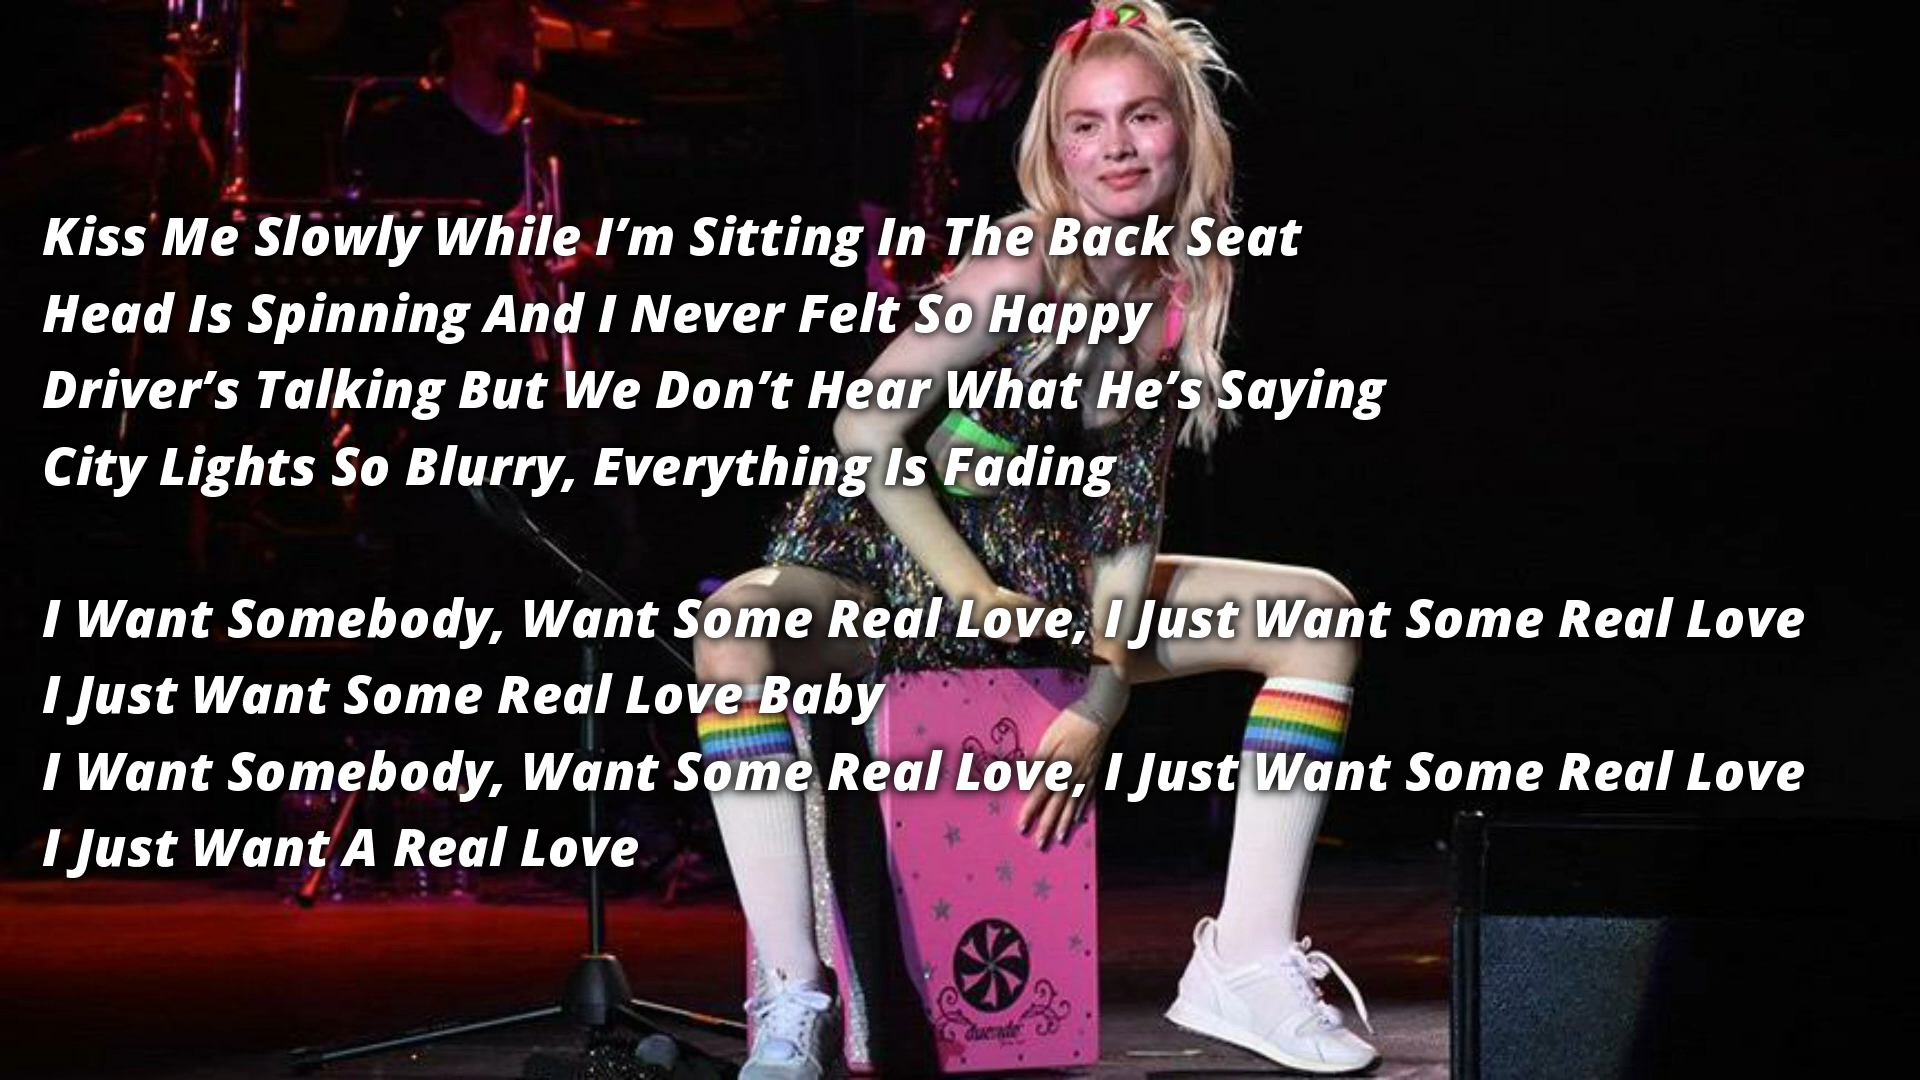 Kiss Me Slowly While I’m Sitting In The Back Seat
Head Is Spinning And I Never Felt So Happy
Driver’s Talking But We Don’t Hear What He’s Saying
City Lights So Blurry, Everything Is Fading
I Want Somebody, Want Some Real Love, I Just Want Some Real Love
I Just Want Some Real Love Baby
I Want Somebody, Want Some Real Love, I Just Want Some Real Love
I Just Want A Real Love
duende